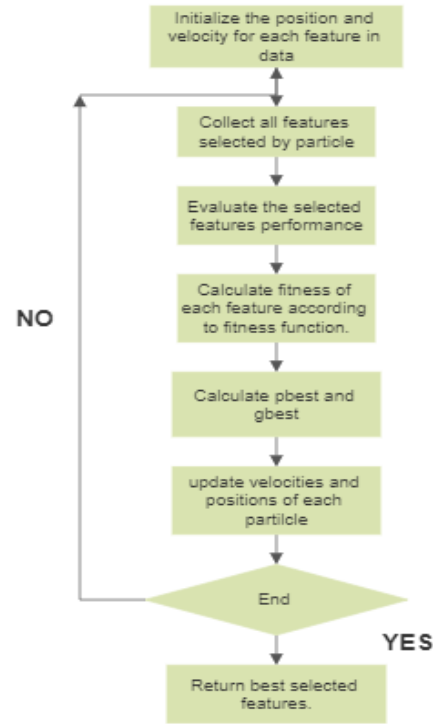 Initialize the position and
velocity for each feature in
data
Collect all features
selected by particle
Evaluate the selected
features performance
Calculate fitness of
each feature according
to fitness function.
NO
Calculate pbest and
gbest
update velocities and
positions of each
partilcle
End
YES
Return best selected
features.